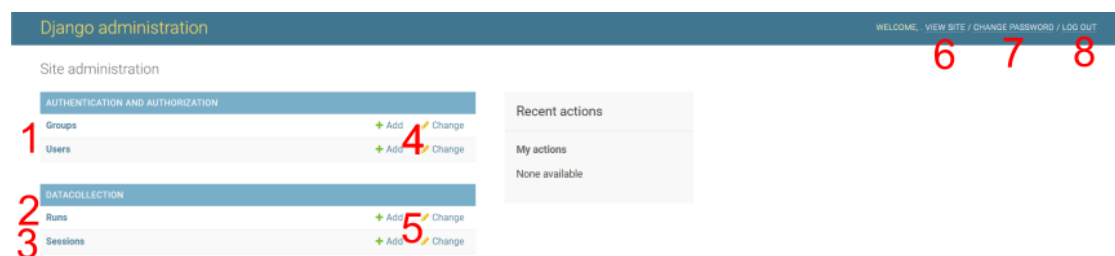 Django administration
WELCOME, . VIEW SITE / CHANGE PASSWORD / LOG OUT
6 7 8
Site administration
AUTHENTICATION AND AUTHORIZATION
Groups + Add Change
1 4
Users + Add Change
Recent actions
My actions
None available
DATACOLLECTION
2 Runs + Add 5 Change
3 Sessions + Add Change